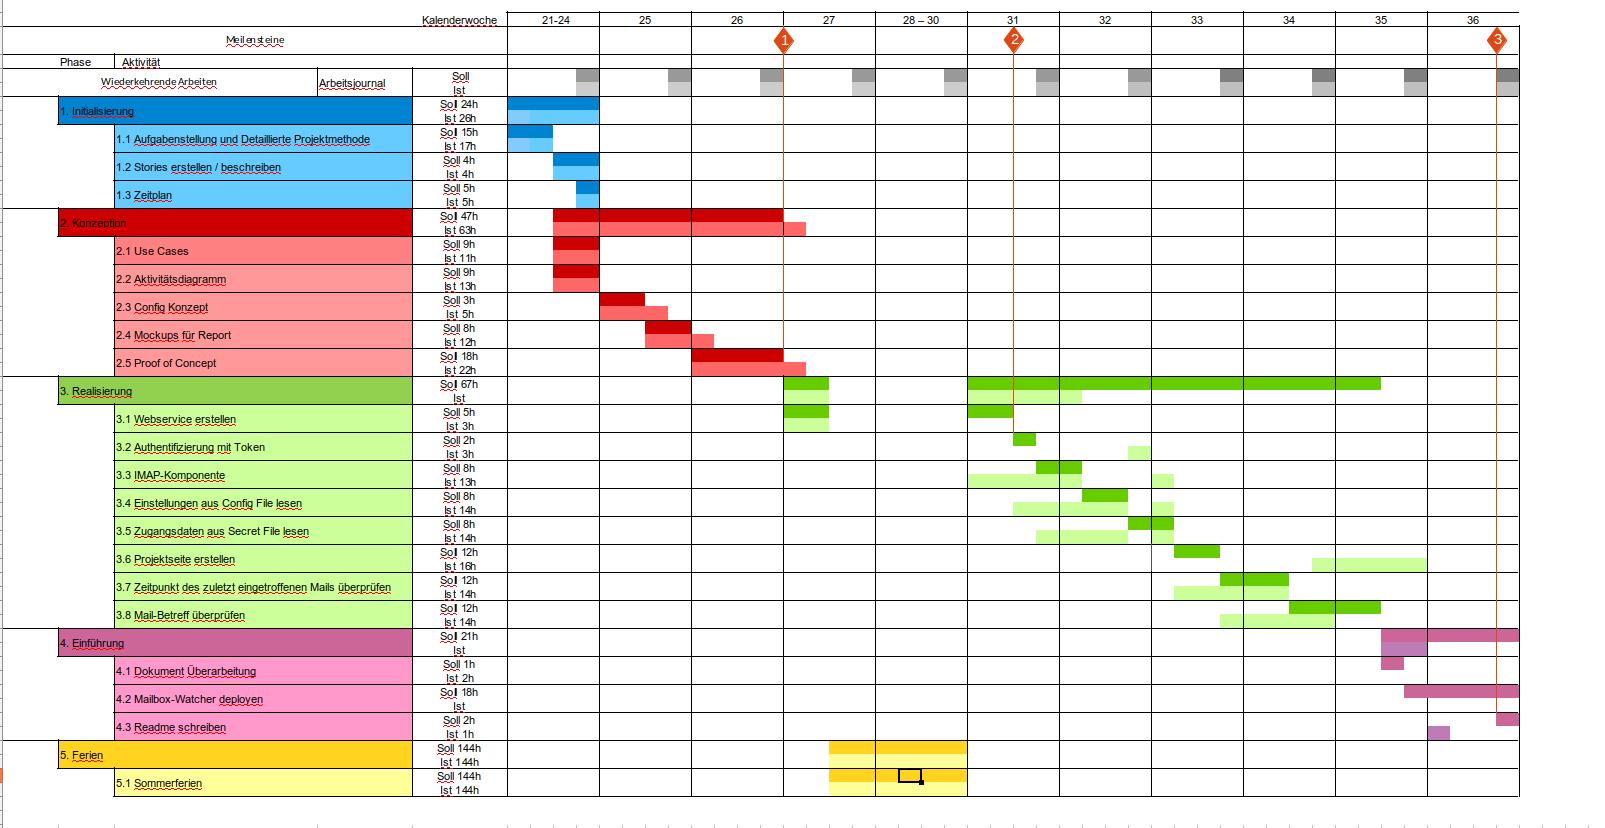 Kalenderwoche 21-24 25 26 27 28 – 30 31 32 33 34 35 36
Meilensteine 1 2 3
Phase Aktivität
Wiederkehrende Arbeiten Arbeitsjournal Soll
Ist
1. Initialisierung Soll 24h
Ist 26h
1.1 Aufgabenstellung und Detaillierte Projektmethode Soll 15h
Ist 17h
1.2 Stories erstellen / beschreiben Soll 4h
Ist 4h
1.3 Zeitplan Soll 5h
Ist 5h
2. Konzeption Soll 47h
Ist 63h
2.1 Use Cases Soll 9h
Ist 11h
2.2 Aktivitätsdiagramm Soll 9h
Ist 13h
2.3 Config Konzept Soll 3h
Ist 5h
2.4 Mockups für Report Soll 8h
Ist 12h
2.5 Proof of Concept Soll 18h
Ist 22h
3. Realisierung Soll 67h
Ist
3.1 Webservice erstellen Soll 5h
Ist 3h
3.2 Authentifizierung mit Token Soll 2h
Ist 3h
3.3 IMAP-Komponente Soll 8h
Ist 13h
3.4 Einstellungen aus Config File lesen Soll 8h
Ist 14h
3.5 Zugangsdaten aus Secret File lesen Soll 8h
Ist 14h
3.6 Projektseite erstellen Soll 12h
Ist 16h
3.7 Zeitpunkt des zuletzt eingetroffenen Mails überprüfen Soll 12h
Ist 14h
3.8 Mail-Betreff überprüfen Soll 12h
Ist 14h
4. Einführung Soll 21h
Ist
4.1 Dokument Überarbeitung Soll 1h
Ist 2h
4.2 Mailbox-Watcher deployen Soll 18h
Ist
4.3 Readme schreiben Soll 2h
Ist 1h
5. Ferien Soll 144h
Ist 144h
5.1 Sommerferien Soll 144h
Ist 144h